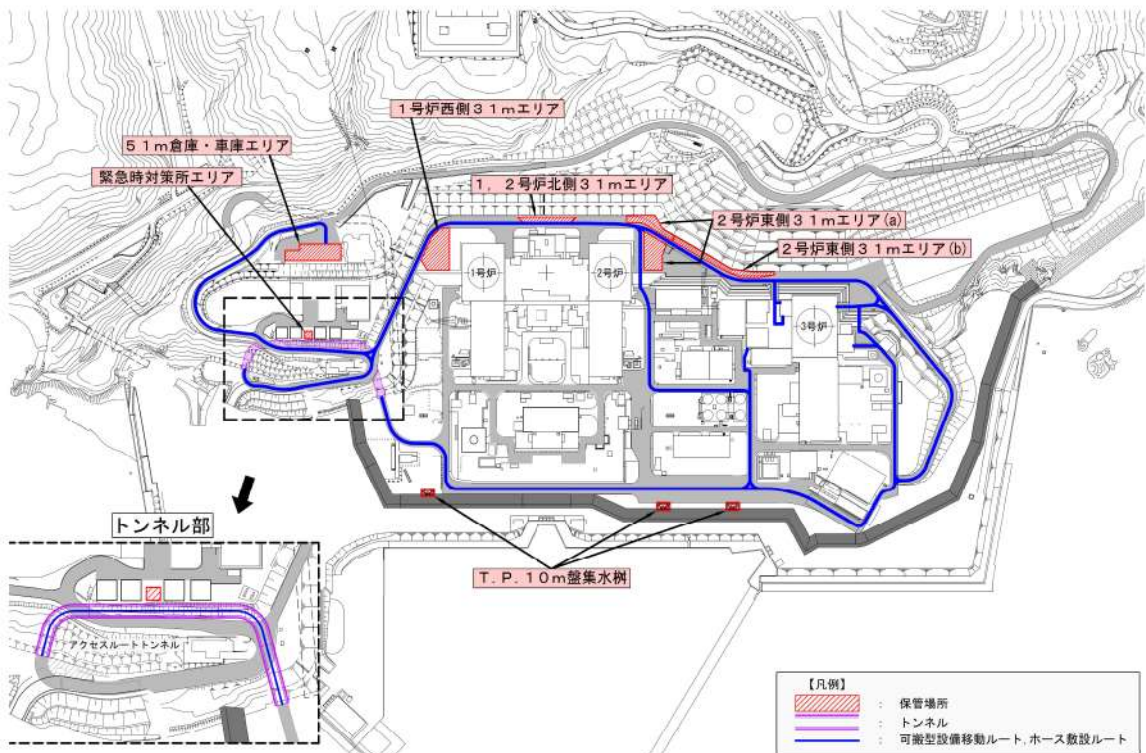 1号炉西側31mエリア
51m倉庫・車庫エリア
緊急時対策所エリア
1,2号炉北側31mエリア
2号炉東側31mエリア(a)
2号炉東側31mエリア(b)
1号炉
2号炉
3号炉
トンネル部
T.P.10m盤集水桝
アクセスルートトンネル
【凡例】
: 保管場所
: トンネル
: 可搬型設備移動ルート,ホース敷設ルート